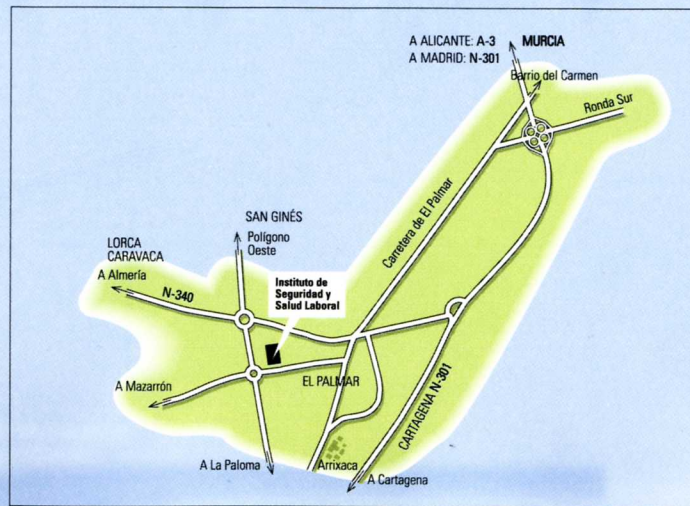 A ALICANTE: A-3
MURCIA
A MADRID: N-301
Barrio del Carmen
Ronda Sur
Carretera de El Palmar
SAN GINÉS
Polígono
Oeste
LORCA
CARAVACA
A Almería
N-340
Instituto de
Seguridad y
Salud Laboral
EL PALMAR
A Mazarrón
CARTAGENA N-301
A La Paloma
Arrixaca
A Cartagena